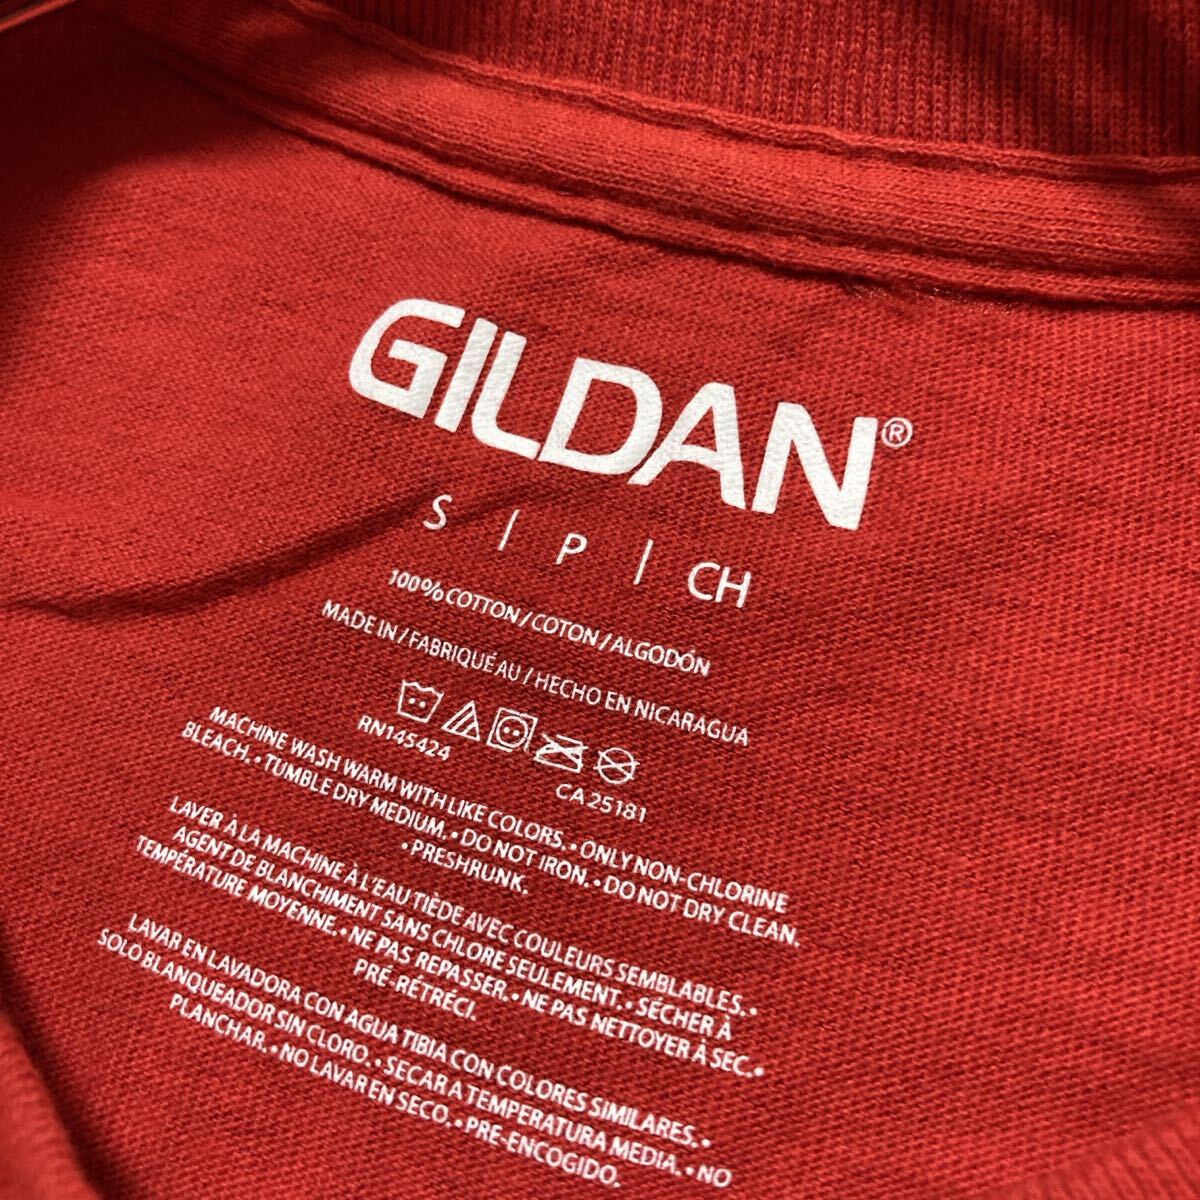 GILDAN®
S | P | CH
100% COTTON / COTON / ALGODÓN
MADE IN / FABRIQUÉ AU / HECHO EN NICARAGUA
RN145424 CA 25181
MACHINE WASH WARM WITH LIKE COLORS. • ONLY NON-CHLORINE
BLEACH. • TUMBLE DRY MEDIUM. • DO NOT IRON. • DO NOT DRY CLEAN.
• PRESHRUNK.
LAVER À LA MACHINE À L'EAU TIÈDE AVEC COULEURS SEMBLABLES. •
AGENT DE BLANCHIMENT SANS CHLORE SEULEMENT. • SÉCHER À
TEMPÉRATURE MOYENNE. • NE PAS REPASSER. • NE PAS NETTOYER À SEC. •
PRÉ-RÉTRECI.
LAVAR EN LAVADORA CON AGUA TIBIA CON COLORES SIMILARES. •
SOLO BLANQUEADOR SIN CLORO. • SECAR A TEMPERATURA MEDIA. • NO
PLANCHAR. • NO LAVAR EN SECO. • PRE-ENCOGIDO.